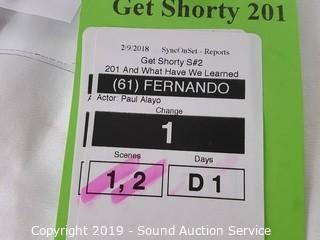 Get Shorty 201
2/9/2018 SyncOnSet - Reports
Get Shorty S#2
201 And What Have We Learned
(61) FERNANDO
Actor: Paul Alayo
Change
1
Scenes Days
1, 2 D 1
Copyright 2019 - Sound Auction Service